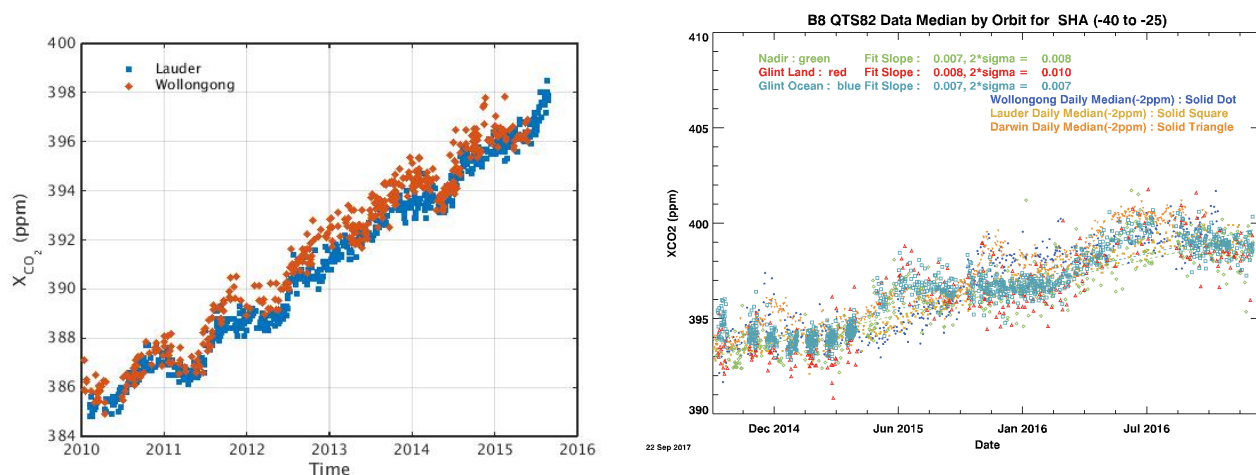 400
398
396
394
392
390
388
386
384
2010
2011
2012
2013
2014
2015
2016
Time
X_CO2 (ppm)
Lauder
Wollongong
B8 QTS82 Data Median by Orbit for SHA (-40 to -25)
Nadir : green Fit Slope : 0.007, 2*sigma = 0.008
Glint Land : red Fit Slope : 0.008, 2*sigma = 0.010
Glint Ocean : blue Fit Slope : 0.007, 2*sigma = 0.007
Wollongong Daily Median(-2ppm) : Solid Dot
Lauder Daily Median(-2ppm) : Solid Square
Darwin Daily Median(-2ppm) : Solid Triangle
410
405
400
395
390
XCO2 (ppm)
Dec 2014
Jun 2015
Jan 2016
Jul 2016
Date
22 Sep 2017